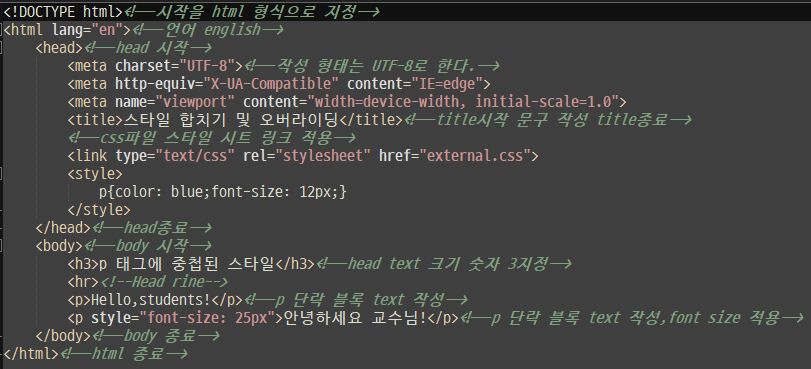 <!DOCTYPE html><!--시작을 html 형식으로 지정-->
<html lang="en"><!--언어 english-->
<head><!--head 시작-->
<meta charset="UTF-8"><!--작성 형태는 UTF-8로 한다.-->
<meta http-equiv="X-UA-Compatible" content="IE=edge">
<meta name="viewport" content="width=device-width, initial-scale=1.0">
<title>스타일 합치기 및 오버라이딩</title><!--title시작 문구 작성 title종료-->
<!--css파일 스타일 시트 링크 적용-->
<link type="text/css" rel="stylesheet" href="external.css">
<style>
p{color: blue;font-size: 12px;}
</style>
</head><!--head종료-->
<body><!--body 시작-->
<h3>p 태그에 중첩된 스타일</h3><!--head text 크기 숫자 3지정-->
<hr><!--Head rine-->
<p>Hello,students!</p><!--p 단락 블록 text 작성-->
<p style="font-size: 25px">안녕하세요 교수님!</p><!--p 단락 블록 text 작성,font size 적용-->
</body><!--body 종료-->
</html><!--html 종료-->